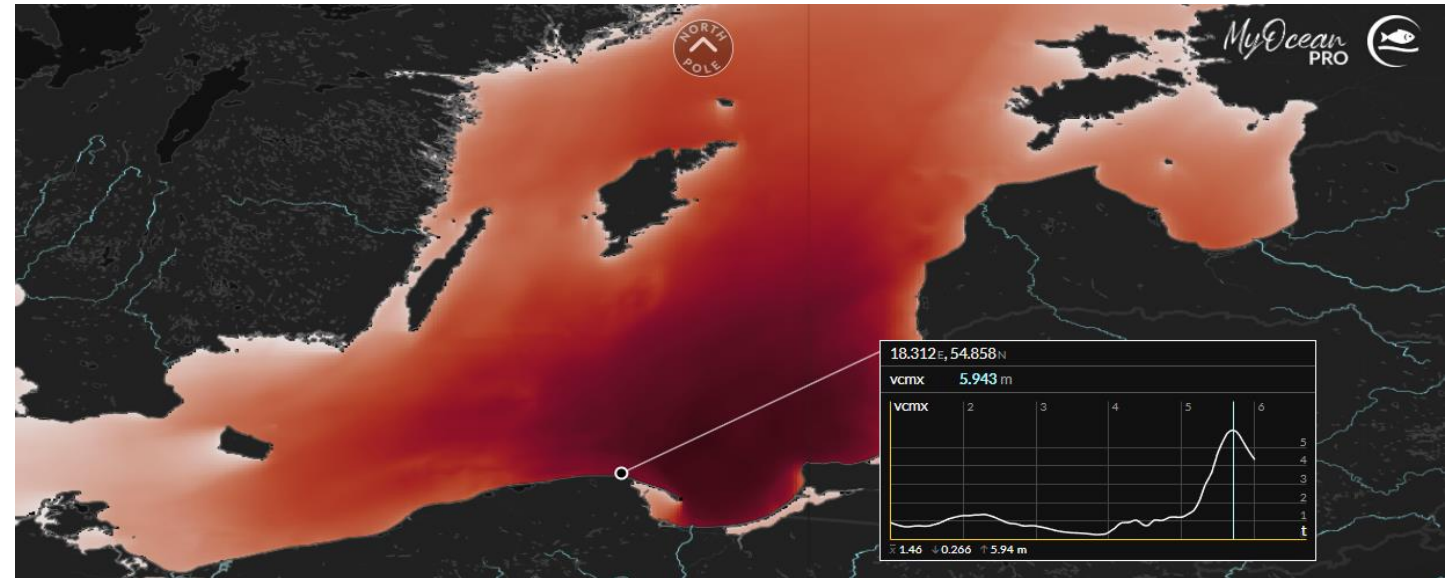 NORTH
POLE
MyOcean
PRO
18.312E, 54.858N
vcmx 5.943 m
vcmx 2 3 4 5 6
5
4
3
2
1
t
x̄ 1.46 ↓0.266 ↑5.94 m